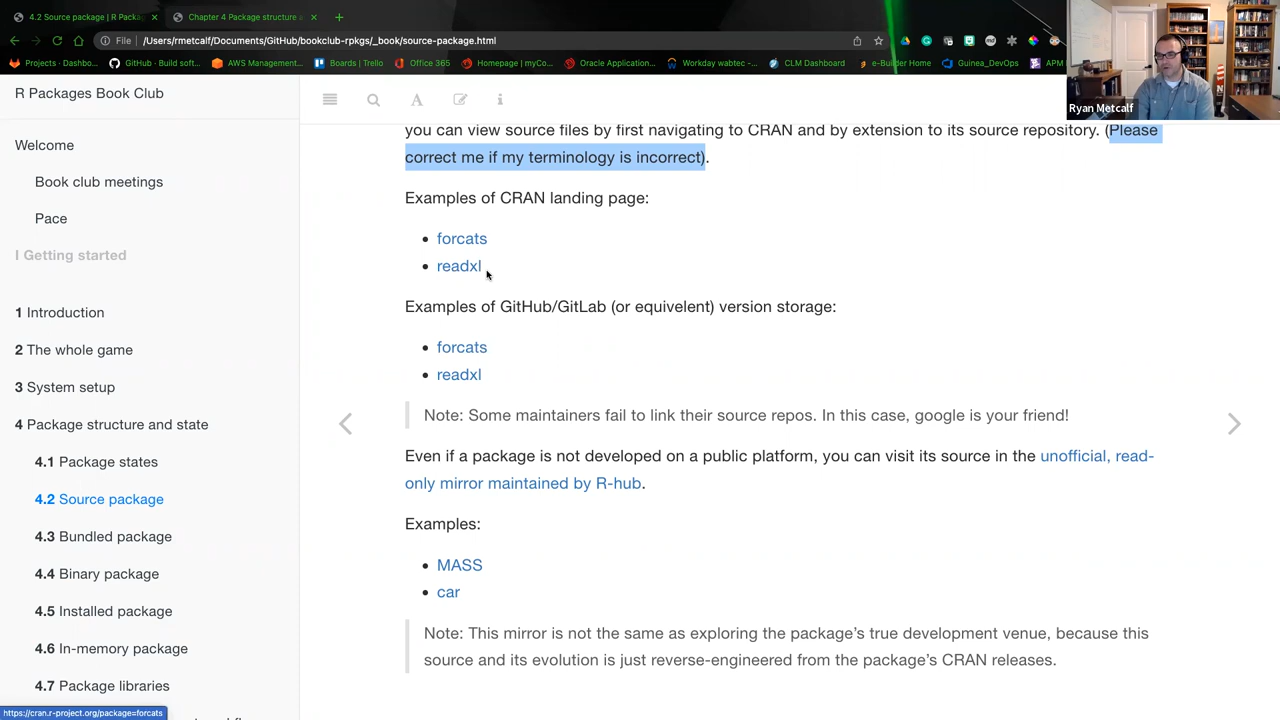 4.2 Source package | R Packa
Chapter 4 Package structure a
File
/Users/rmetcalf/Documents/GitHub/bookclub-rpkgs/_book/source-package.html
Projects - Dashbo...
GitHub - Build soft...
AWS Management...
Boards | Trello
Office 365
Homepage | myCo...
Oracle Application...
Workday wabtec -...
CLM Dashboard
e-Builder Home
Guinea_DevOps
APM
Ryan Metcalf
R Packages Book Club
Welcome
Book club meetings
Pace
I Getting started
1 Introduction
2 The whole game
3 System setup
4 Package structure and state
4.1 Package states
4.2 Source package
4.3 Bundled package
4.4 Binary package
4.5 Installed package
4.6 In-memory package
4.7 Package libraries
https://cran.r-project.org/package=forcats
you can view source files by first navigating to CRAN and by extension to its source repository. (Please
correct me if my terminology is incorrect).
Examples of CRAN landing page:
forcats
readxl
Examples of GitHub/GitLab (or equivelent) version storage:
forcats
readxl
Note: Some maintainers fail to link their source repos. In this case, google is your friend!
Even if a package is not developed on a public platform, you can visit its source in the unofficial, read-
only mirror maintained by R-hub.
Examples:
MASS
car
Note: This mirror is not the same as exploring the package's true development venue, because this
source and its evolution is just reverse-engineered from the package's CRAN releases.